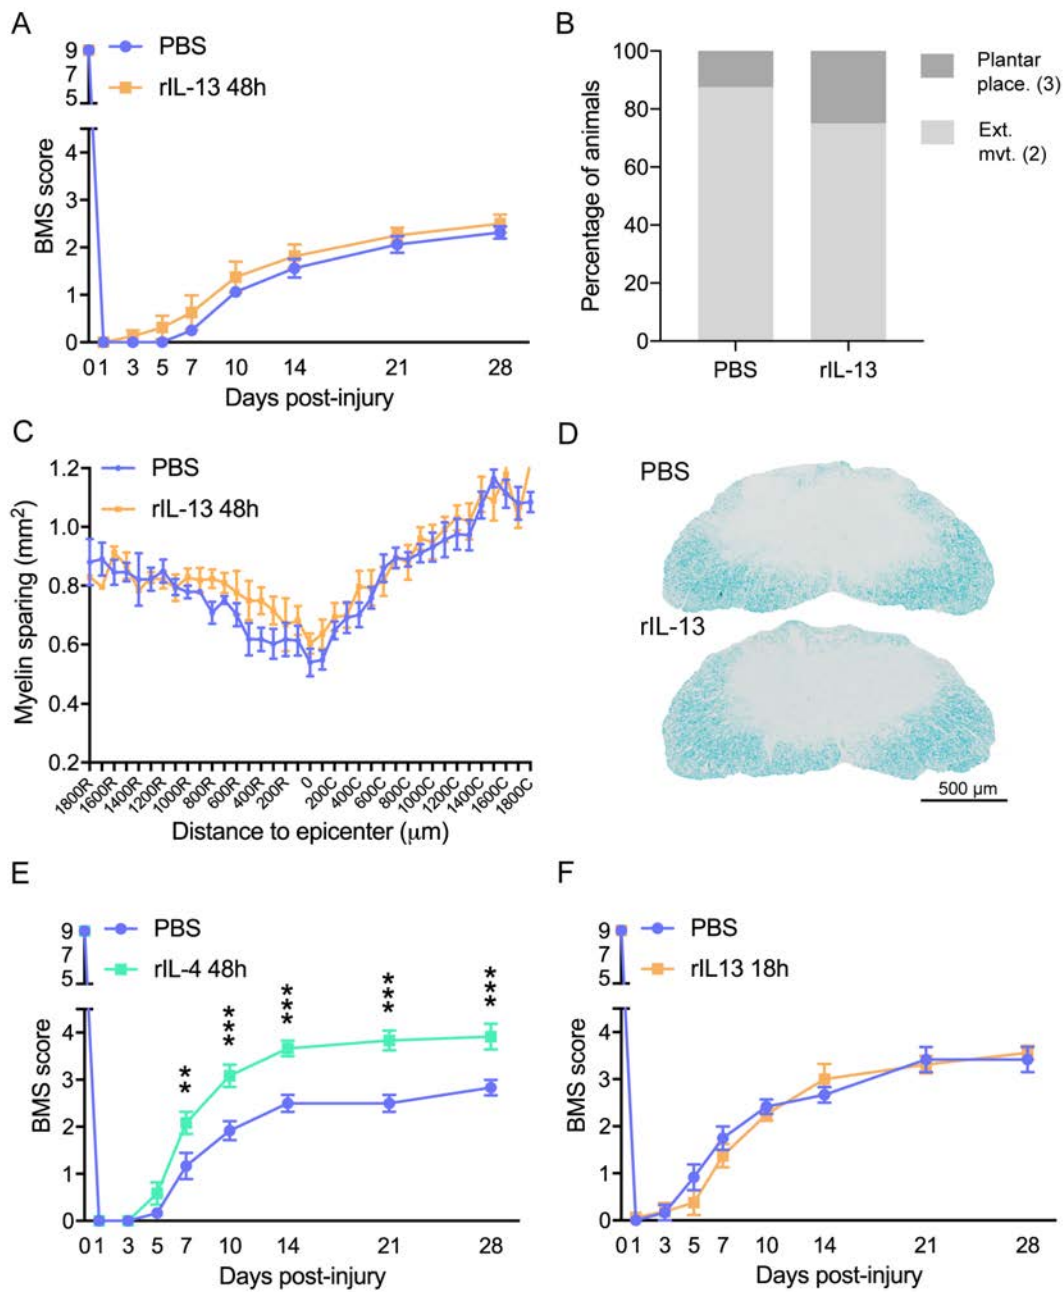 A
PBS
rIL-13 48h
9
7
5
4
3
2
1
0
BMS score
0 1 3 5 7 10 14 21 28
Days post-injury
B
100
80
60
40
20
0
Percentage of animals
PBS rIL-13
Plantar
place. (3)
Ext.
mvt. (2)
C
PBS
rIL-13 48h
1.2
1.0
0.8
0.6
0.4
0.2
Myelin sparing (mm²)
1800R 1600R 1400R 1200R 1000R 800R 600R 400R 200R 0 200C 400C 600C 800C 1000C 1200C 1400C 1600C 1800C
Distance to epicenter (μm)
D
PBS
rIL-13
500 μm
E
PBS
rIL-4 48h
9
7
5
4
3
2
1
0
BMS score
** *** *** *** ***
0 1 3 5 7 10 14 21 28
Days post-injury
F
PBS
rIL13 18h
9
7
5
4
3
2
1
0
BMS score
0 1 3 5 7 10 14 21 28
Days post-injury